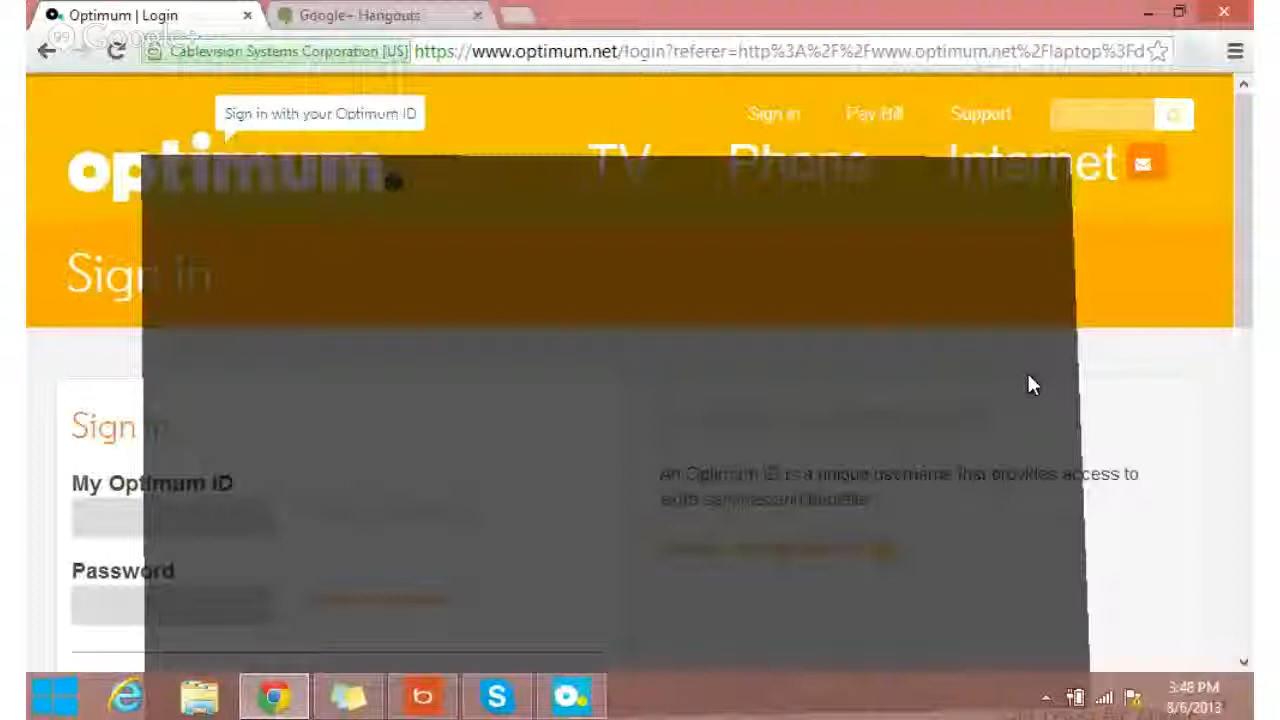 Optimum | Login
Google+ Hangouts
99 Google+
Cablevision Systems Corporation [US] https://www.optimum.net/login?referer=http%3A%2F%2Fwww.optimum.net%2Flaptop%3Fd
Sign in with your Optimum ID
Sign in Pay Bill Support
optimum.
TV Phone Internet
Sign in
Sign in
My Optimum ID
Password
An Optimum ID is a unique username that provides access to
3:48 PM
8/6/2013